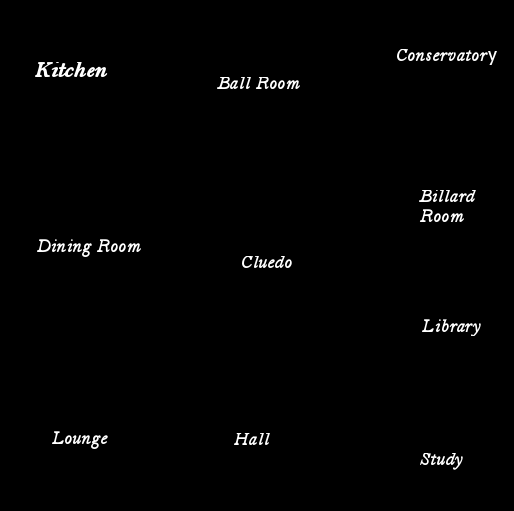 Conservatory
Kitchen
Ball Room
Billard
Room
Dining Room
Cluedo
Library
Lounge
Hall
Study